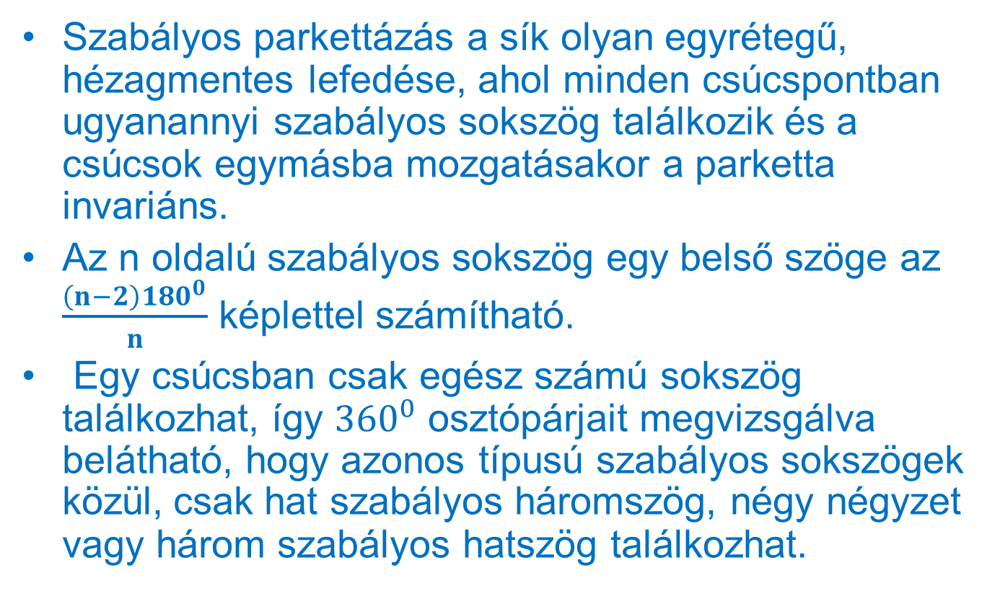 • Szabályos parkettázás a sík olyan egyrétegű,
hézagmentes lefedése, ahol minden csúcspontban
ugyanannyi szabályos sokszög találkozik és a
csúcsok egymásba mozgatásakor a parketta
invariáns.
• Az n oldalú szabályos sokszög egy belső szöge az
(n−2)180⁰/n képlettel számítható.
• Egy csúcsban csak egész számú sokszög
találkozhat, így 360⁰ osztópárjait megvizsgálva
belátható, hogy azonos típusú szabályos sokszögek
közül, csak hat szabályos háromszög, négy négyzet
vagy három szabályos hatszög találkozhat.